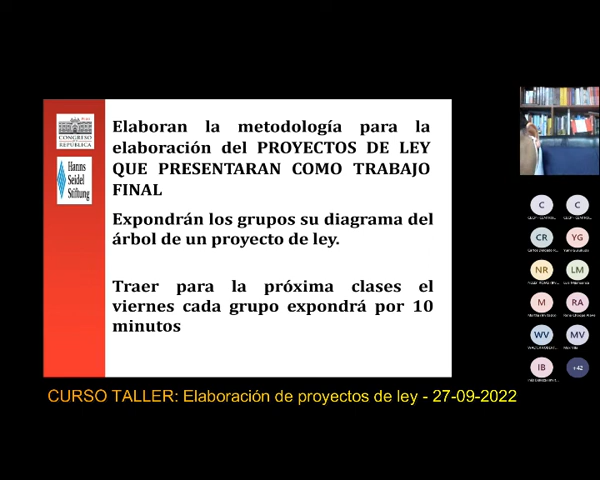 CONGRESO
REPÚBLICA
Hanns
Seidel
Stiftung
Elaboran la metodología para la
elaboración del PROYECTOS DE LEY
QUE PRESENTARAN COMO TRABAJO
FINAL
Expondrán los grupos su diagrama del
árbol de un proyecto de ley.
Traer para la próxima clases el
viernes cada grupo expondrá por 10
minutos
C
C
CR
YG
NR
LM
M
RA
WV
MV
IB
+42
CURSO TALLER: Elaboración de proyectos de ley - 27-09-2022